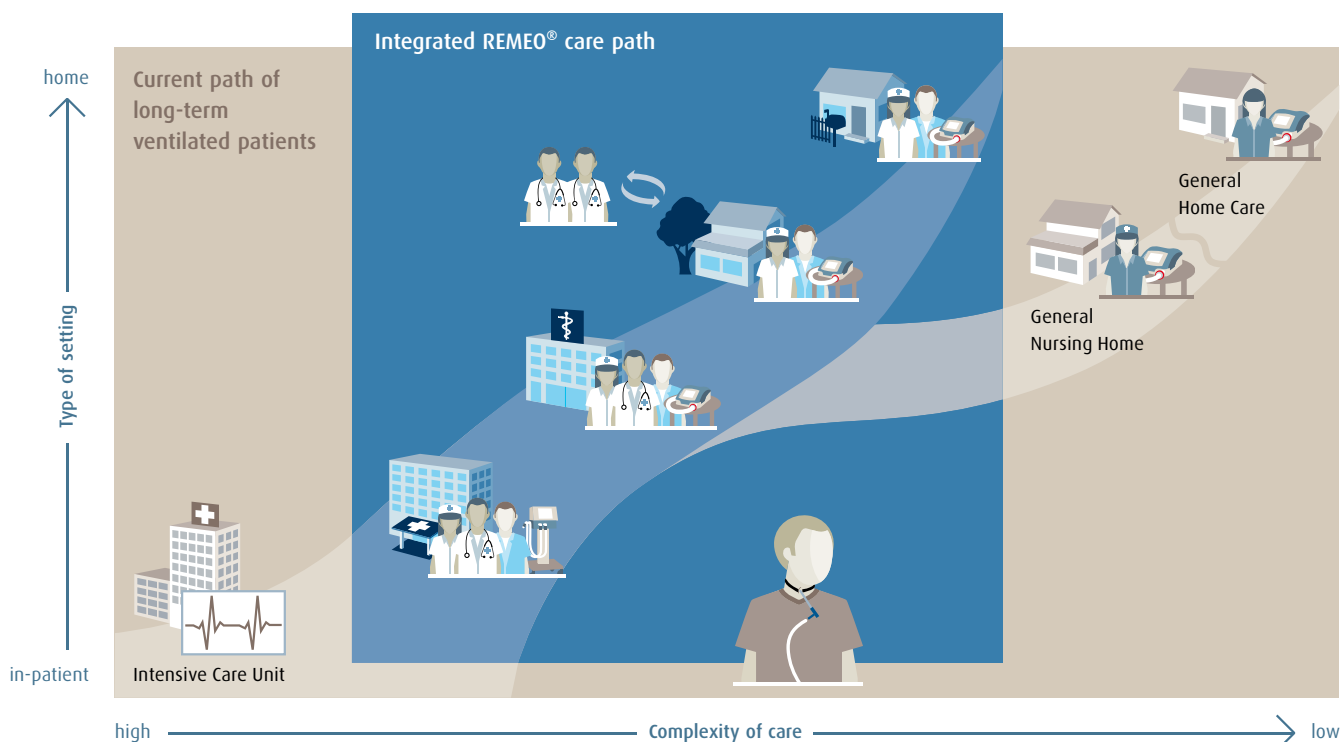 Integrated REMEO® care path
home
Current path of
long-term
ventilated patients
General
Home Care
General
Nursing Home
Type of setting
in-patient
Intensive Care Unit
high
Complexity of care
low